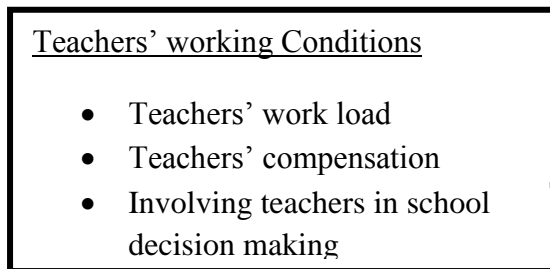 Teachers’ working Conditions
• Teachers’ work load
• Teachers’ compensation
• Involving teachers in school
decision making